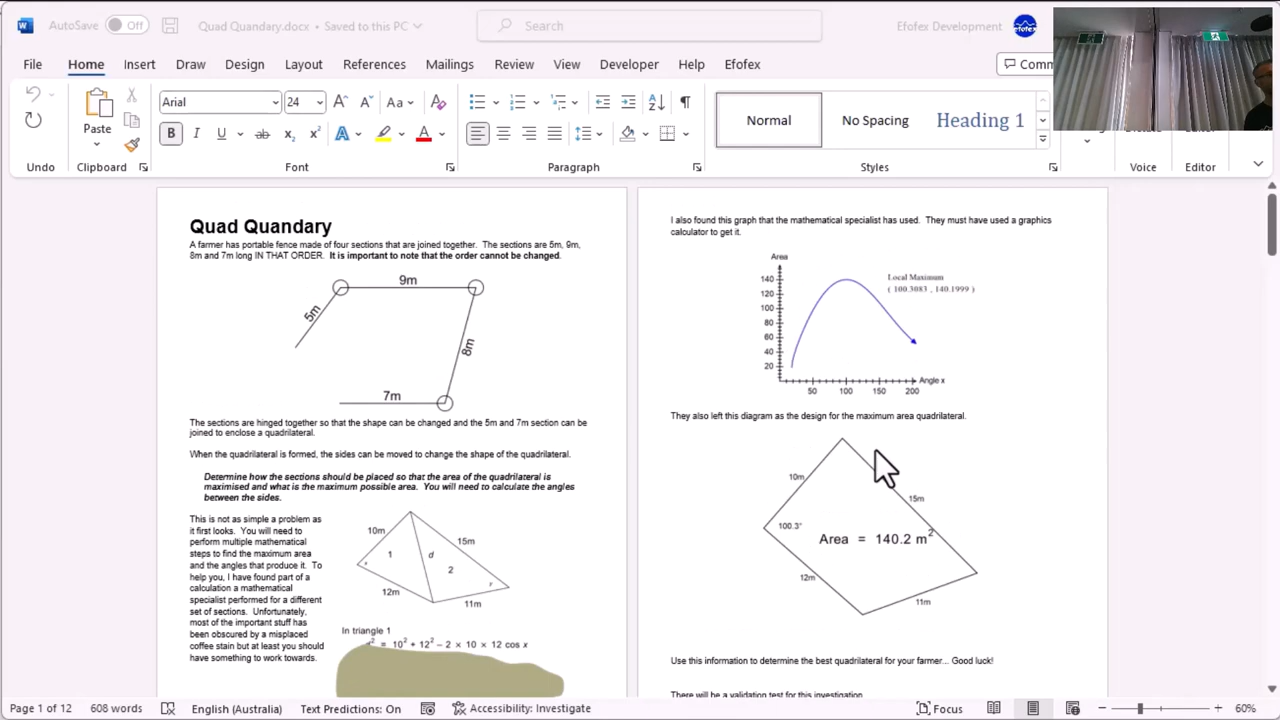 AutoSave Off Quad Quandary.docx • Saved to this PC Search Efofex Development efofex
File Home Insert Draw Design Layout References Mailings Review View Developer Help Efofex
Arial 24 Aa Normal No Spacing Heading 1
Paste B I U ab
Undo Clipboard Font Paragraph Styles Voice Editor
Quad Quandary
A farmer has portable fence made of four sections that are joined together. The sections are 5m, 9m,
8m and 7m long IN THAT ORDER. It is important to note that the order cannot be changed.
9m
5m
8m
7m
The sections are hinged together so that the shape can be changed and the 5m and 7m section can be
joined to enclose a quadrilateral.
When the quadrilateral is formed, the sides can be moved to change the shape of the quadrilateral.
Determine how the sections should be placed so that the area of the quadrilateral is
maximised and what is the maximum possible area. You will need to calculate the angles
between the sides.
This is not as simple a problem as
it first looks. You will need to
perform multiple mathematical
steps to find the maximum area
and the angles that produce it. To
help you, I have found part of a
calculation a mathematical
specialist performed for a different
set of sections. Unfortunately,
most of the important stuff has
been obscured by a misplaced
coffee stain but at least you should
have something to work towards.
10m
15m
1
d
2
x
12m
11m
In triangle 1
= 10² + 12² − 2 × 10 × 12 cos x
I also found this graph that the mathematical specialist has used. They must have used a graphics
calculator to get it.
Area
140
120
100
80
60
40
20
50 100 150 200
Angle x
Local Maximum
( 100.3083 , 140.1999 )
They also left this diagram as the design for the maximum area quadrilateral.
10m
15m
100.3°
Area = 140.2 m²
12m
11m
Use this information to determine the best quadrilateral for your farmer... Good luck!
There will be a validation test for this investigation
Page 1 of 12 608 words English (Australia) Text Predictions: On Accessibility: Investigate Focus 60%